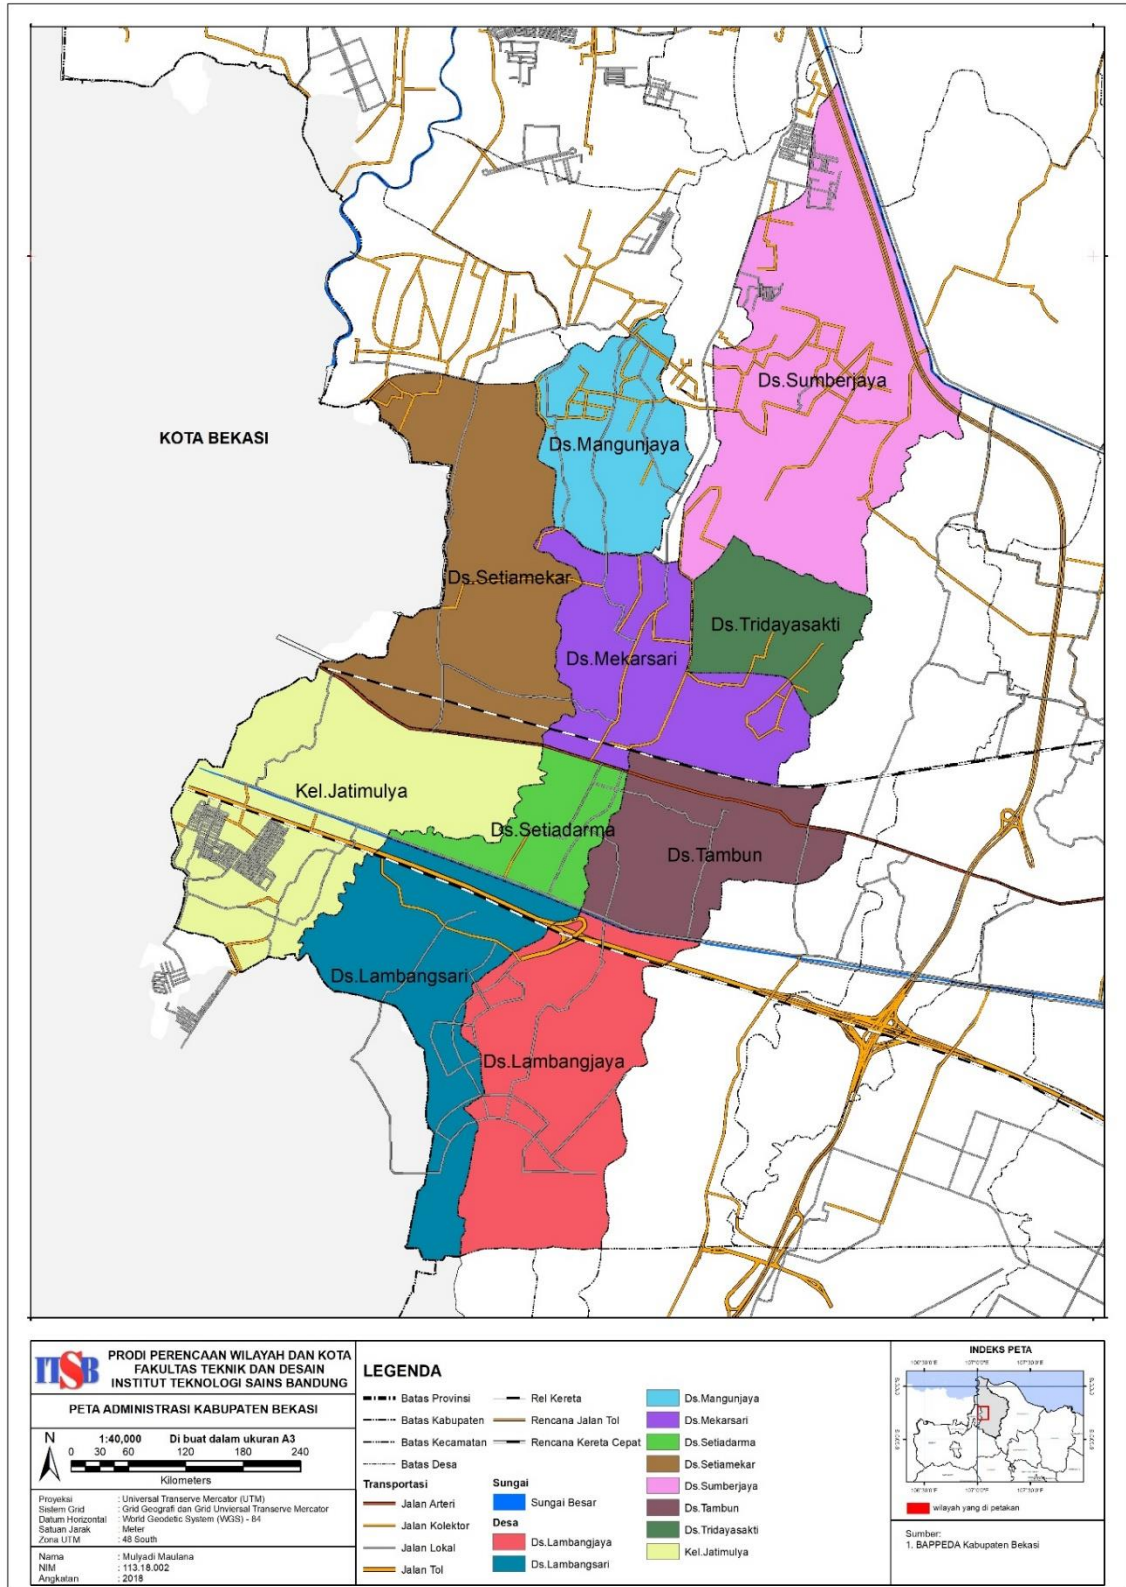 Ds.Sumberjaya
KOTA BEKASI
Ds.Mangunjaya
Ds.Setiamekar
Ds.Tridayasakti
Ds.Mekarsari
Kel.Jatimulya
Ds.Setiadarma
Ds.Tambun
Ds.Lambangsari
Ds.Lambangjaya
ITSB
PRODI PERENCAAN WILAYAH DAN KOTA
FAKULTAS TEKNIK DAN DESAIN
INSTITUT TEKNOLOGI SAINS BANDUNG
PETA ADMINISTRASI KABUPATEN BEKASI
N
1:40,000 Di buat dalam ukuran A3
0 30 60 120 180 240
Kilometers
Proyeksi : Universal Transerve Mercator (UTM)
Sistem Grid : Grid Geografi dan Grid Unviersal Transerve Mercator
Datum Horizontal : World Geodetic System (WGS) - 84
Satuan Jarak : Meter
Zona UTM : 48 South
Nama : Mulyadi Maulana
NIM : 113.18.002
Angkatan : 2018
LEGENDA
Batas Provinsi
Batas Kabupaten
Batas Kecamatan
Batas Desa
Transportasi
Jalan Arteri
Jalan Kolektor
Jalan Lokal
Jalan Tol
Rel Kereta
Rencana Jalan Tol
Rencana Kereta Cepat
Sungai
Sungai Besar
Desa
Ds.Lambangjaya
Ds.Lambangsari
Ds.Mangunjaya
Ds.Mekarsari
Ds.Setiadarma
Ds.Setiamekar
Ds.Sumberjaya
Ds.Tambun
Ds.Tridayasakti
Kel.Jatimulya
INDEKS PETA
wilayah yang di petakan
Sumber:
1. BAPPEDA Kabupaten Bekasi